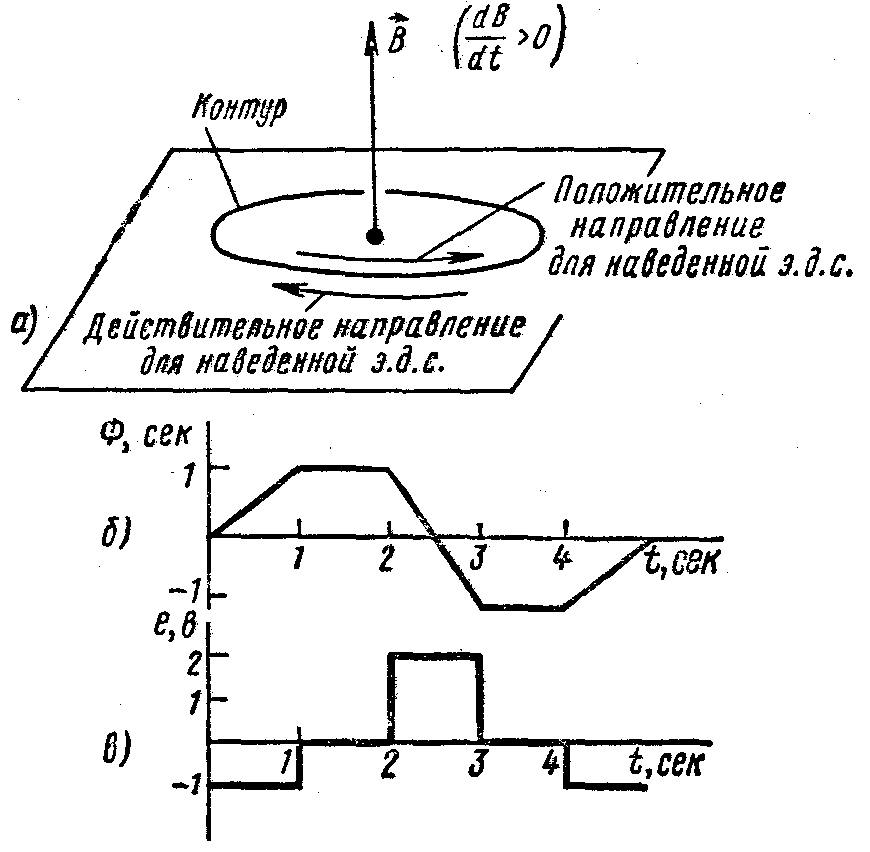 B⃗ (dB/dt >0)
Контур
Положительное
направление
для наведенной э.д.с.
а)
Действительное направление
для наведенной э.д.с.
Ф, сек
1
б)
1 2 3 4 t, сек
-1
е, в
2
1
в)
1 2 3 4 t, сек
-1